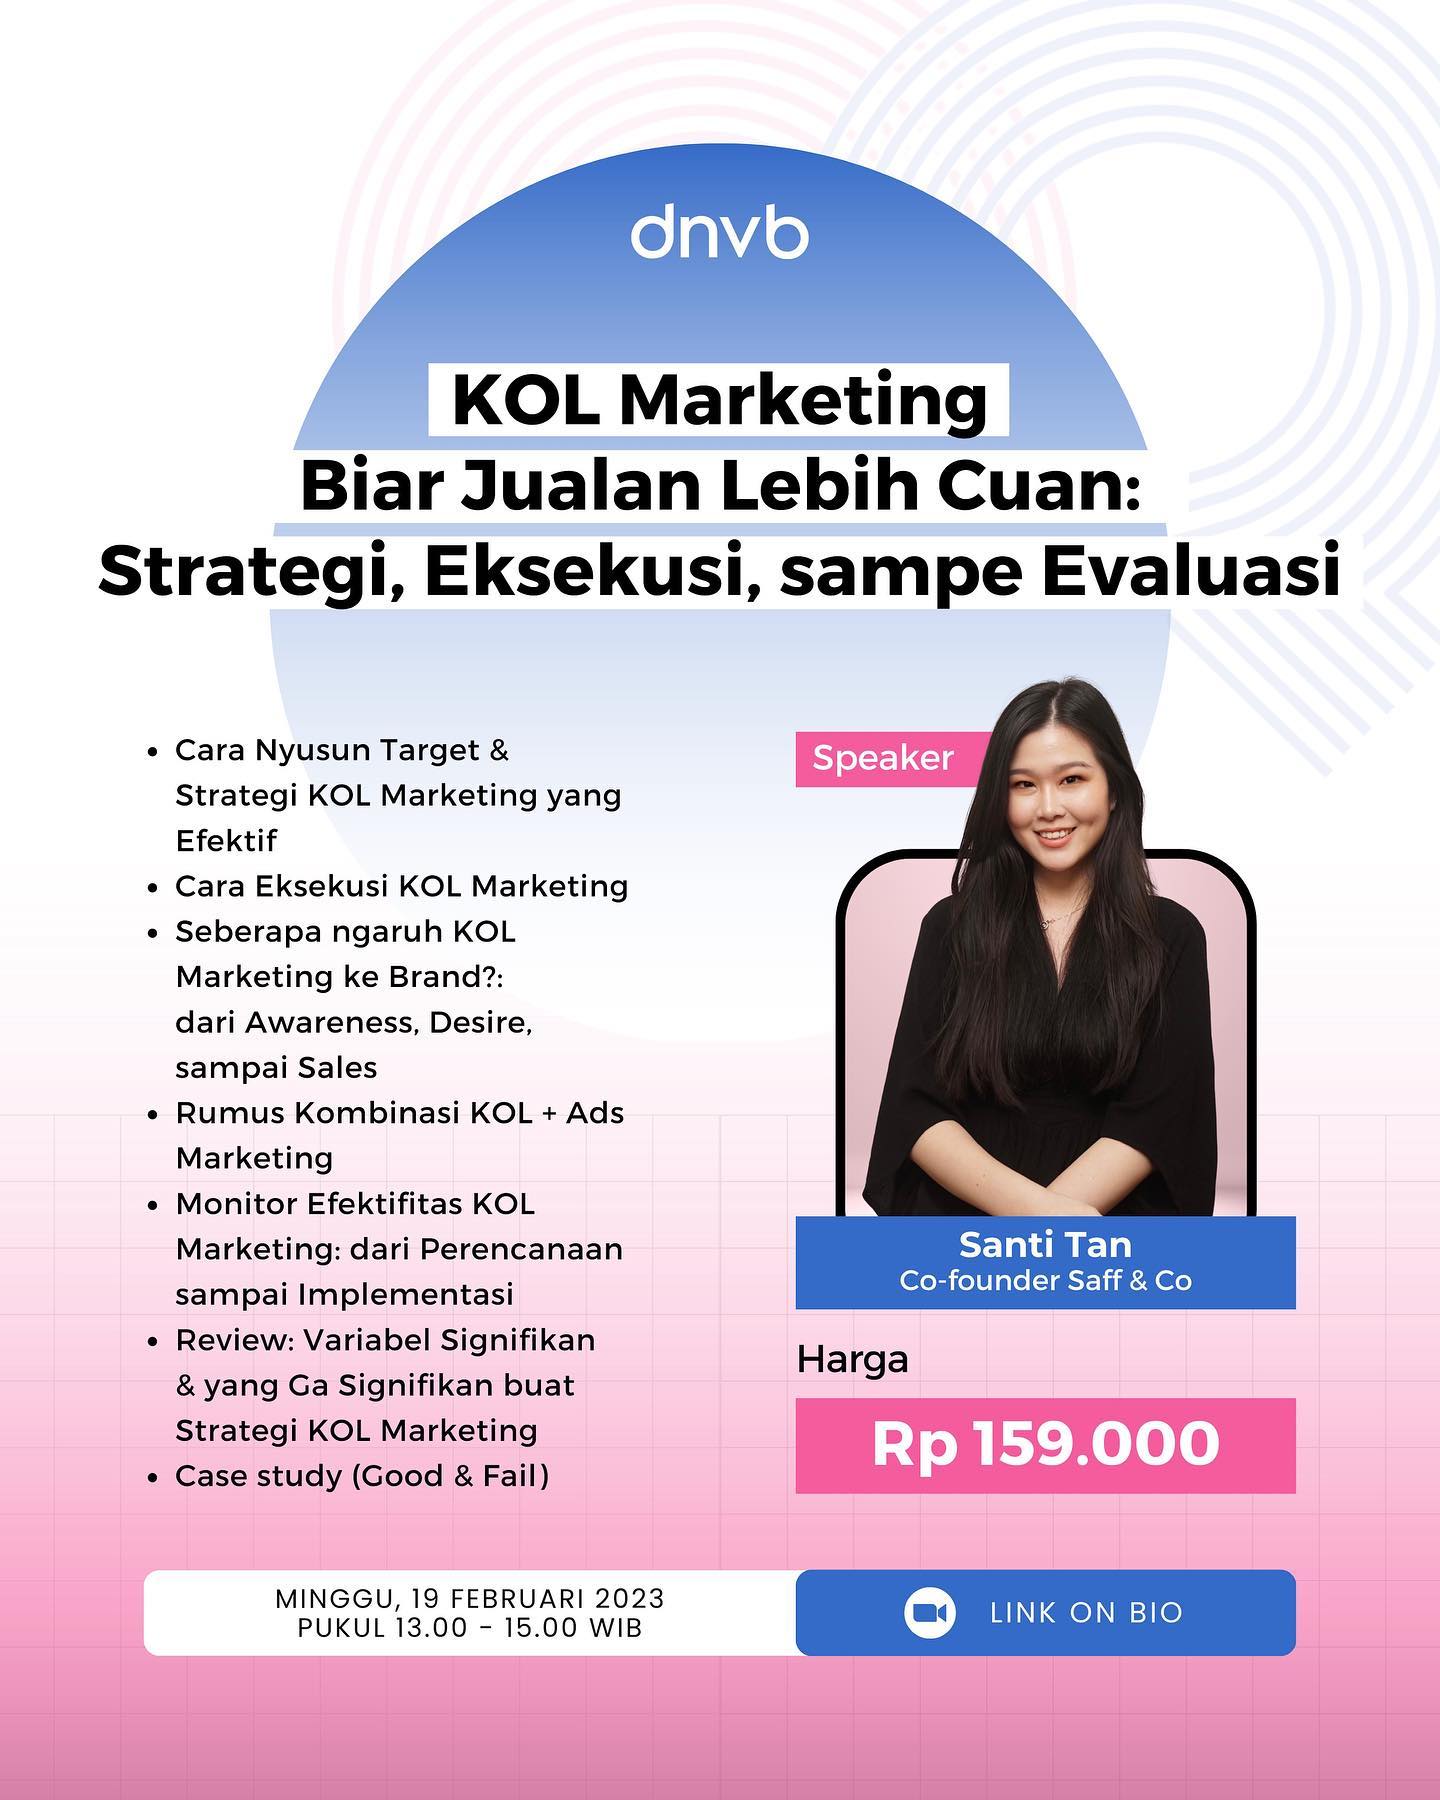 dnvb
KOL Marketing
Biar Jualan Lebih Cuan:
Strategi, Eksekusi, sampe Evaluasi
• Cara Nyusun Target &
Strategi KOL Marketing yang
Efektif
• Cara Eksekusi KOL Marketing
• Seberapa ngaruh KOL
Marketing ke Brand?:
dari Awareness, Desire,
sampai Sales
• Rumus Kombinasi KOL + Ads
Marketing
• Monitor Efektifitas KOL
Marketing: dari Perencanaan
sampai Implementasi
• Review: Variabel Signifikan
& yang Ga Signifikan buat
Strategi KOL Marketing
• Case study (Good & Fail)
Speaker
Santi Tan
Co-founder Saff & Co
Harga
Rp 159.000
MINGGU, 19 FEBRUARI 2023
PUKUL 13.00 - 15.00 WIB
LINK ON BIO